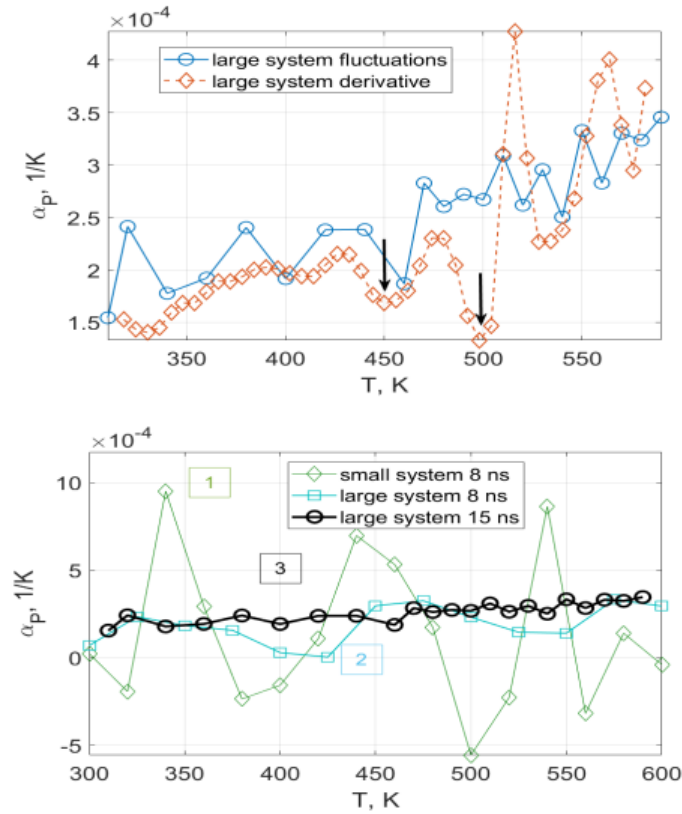 ×10⁻⁴
large system fluctuations
large system derivative
4
3.5
3
2.5
2
1.5
αP, 1/K
350 400 450 500 550
T, K
×10⁻⁴
small system 8 ns
large system 8 ns
large system 15 ns
1
3
2
10
5
0
-5
αP, 1/K
300 350 400 450 500 550 600
T, K